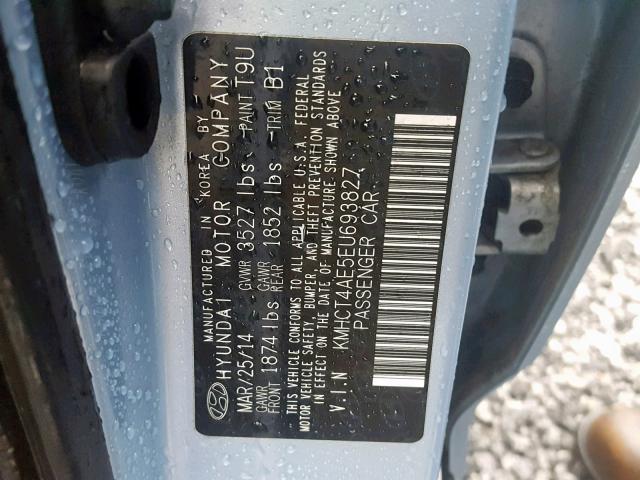 MANUFACTURED IN KOREA BY
HYUNDAI MOTOR COMPANY
MAR/25/14 GVWR 3527 lbs PAINT T9U
GAWR FRONT 1874 lbs GAWR REAR 1852 lbs TRIM B1
"THIS VEHICLE CONFORMS TO ALL APPLICABLE U.S.A. FEDERAL
MOTOR VEHICLE SAFETY, BUMPER, AND THEFT PREVENTION STANDARDS
IN EFFECT ON THE DATE OF MANUFACTURE SHOWN ABOVE."
V.I.N KMHCT4AE5EU693827
PASSENGER CAR